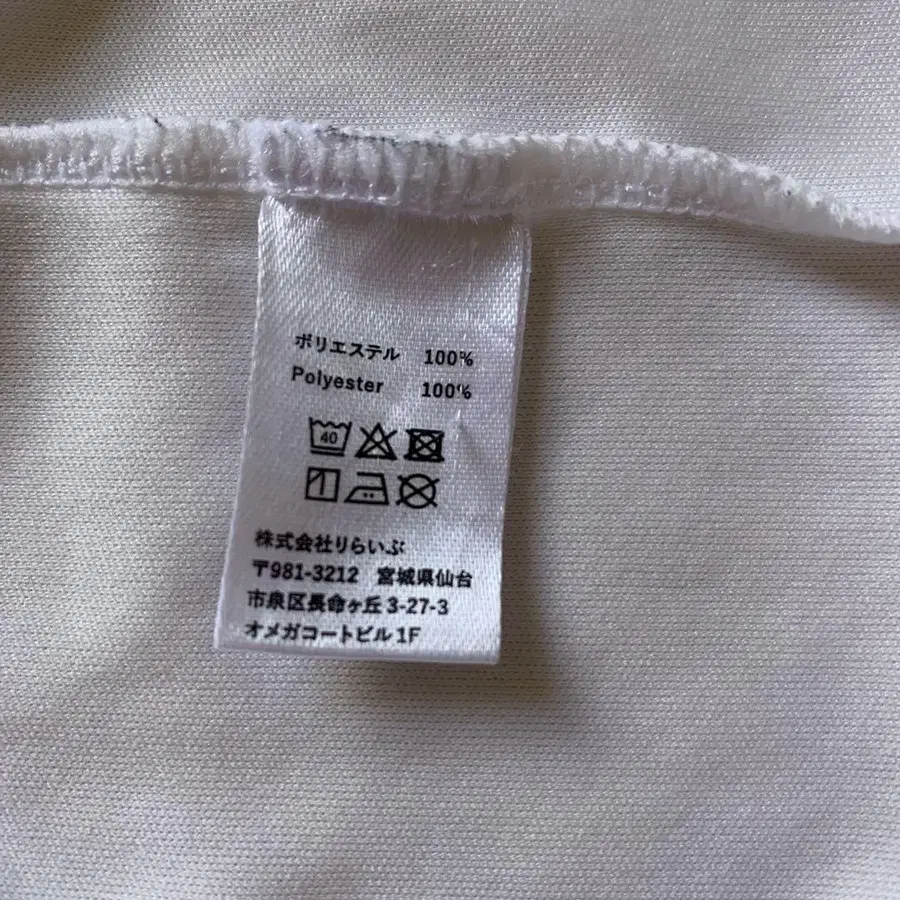 ポリエステル 100%
Polyester 100%
40
株式会社りらいぶ
〒981-3212 宮城県仙台
市泉区長命ヶ丘3-27-3
オメガコートビル1F